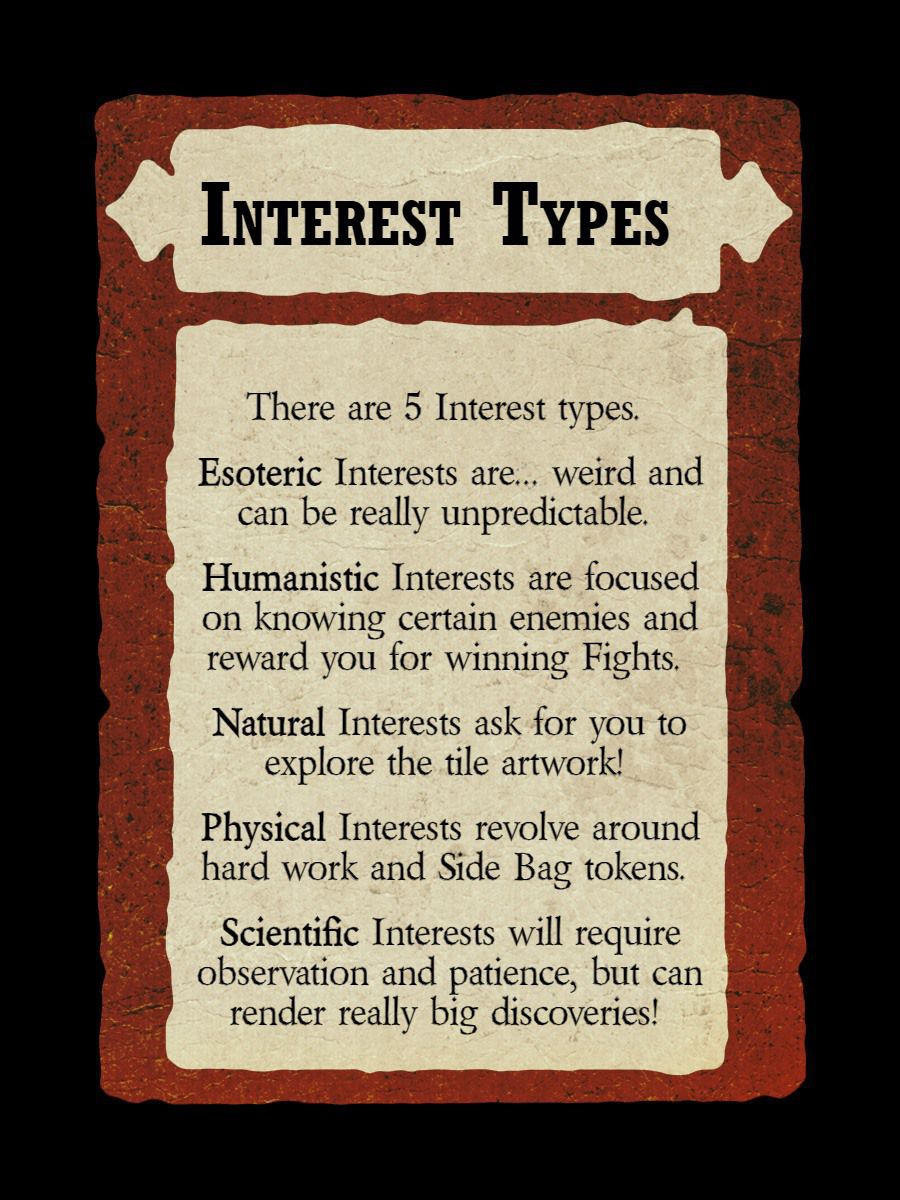 Interest Types
There are 5 Interest types.
Esoteric Interests are... weird and
can be really unpredictable.
Humanistic Interests are focused
on knowing certain enemies and
reward you for winning Fights.
Natural Interests ask for you to
explore the tile artwork!
Physical Interests revolve around
hard work and Side Bag tokens.
Scientific Interests will require
observation and patience, but can
render really big discoveries!